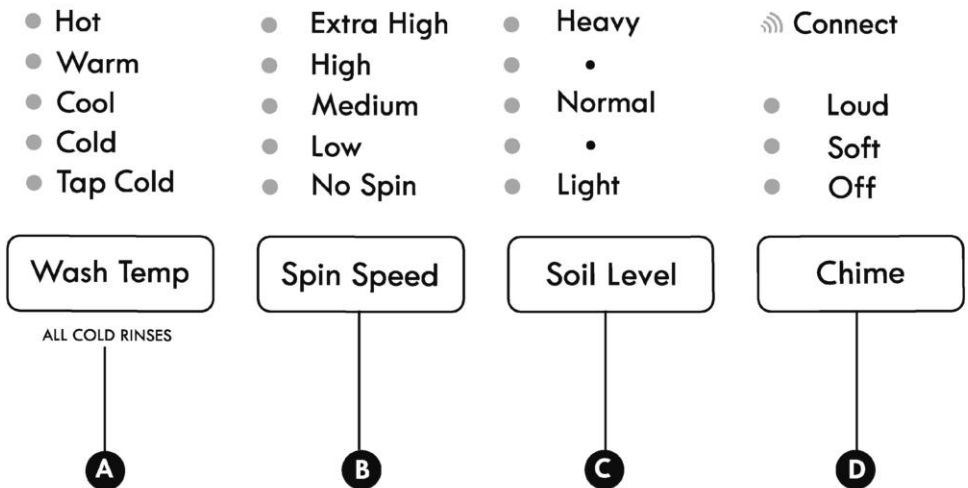 Hot
Warm
Cool
Cold
Tap Cold
Wash Temp
ALL COLD RINSES
A
Extra High
High
Medium
Low
No Spin
Spin Speed
B
Heavy
•
Normal
•
Light
Soil Level
C
Connect
Loud
Soft
Off
Chime
D